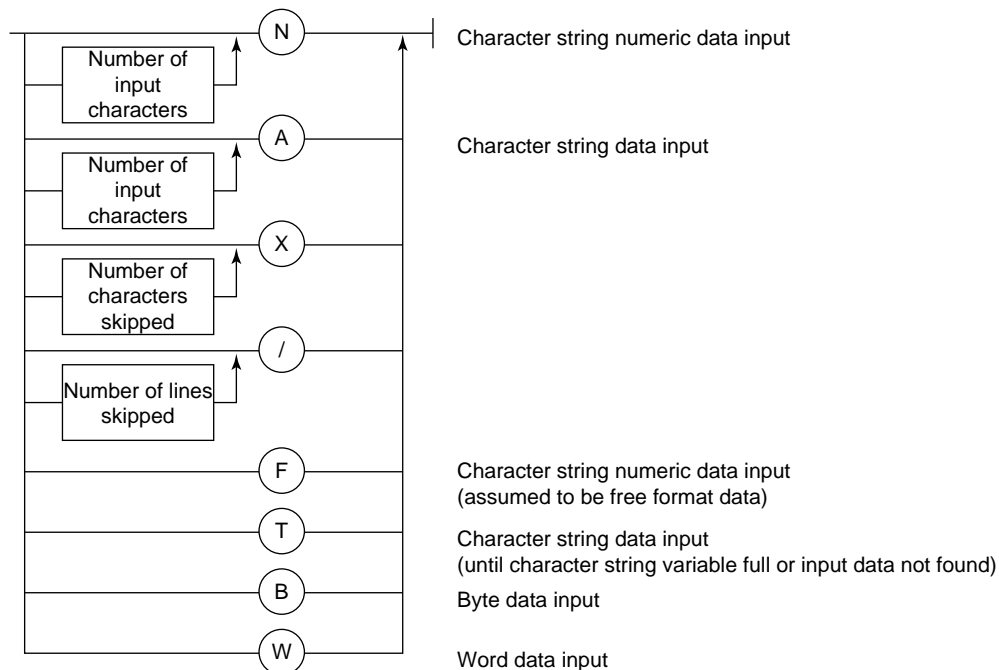 N
Character string numeric data input
Number of
input
characters
A
Character string data input
Number of
input
characters
X
Number of
characters
skipped
/
Number of lines
skipped
F
Character string numeric data input
(assumed to be free format data)
T
Character string data input
(until character string variable full or input data not found)
B
Byte data input
W
Word data input